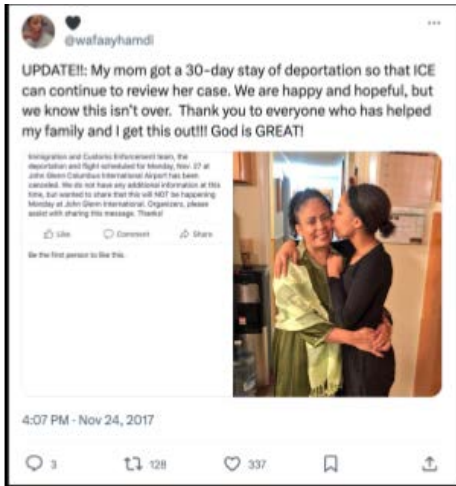 @wafaayhamdi
UPDATE!!: My mom got a 30-day stay of deportation so that ICE
can continue to review her case. We are happy and hopeful, but
we know this isn't over.  Thank you to everyone who has helped
my family and I get this out!!! God is GREAT!
Immigration and Customs Enforcement team, the
deportation and flight scheduled for Monday, Nov. 27 at
John Glenn Columbus International Airport has been
canceled. We do not have any additional information at this
time, but wanted to share that this will NOT be happening
Monday at John Glenn International. Organizers, please
assist with sharing this message. Thanks!
Like Comment Share
Be the first person to like this.
4:07 PM · Nov 24, 2017
3 128 337